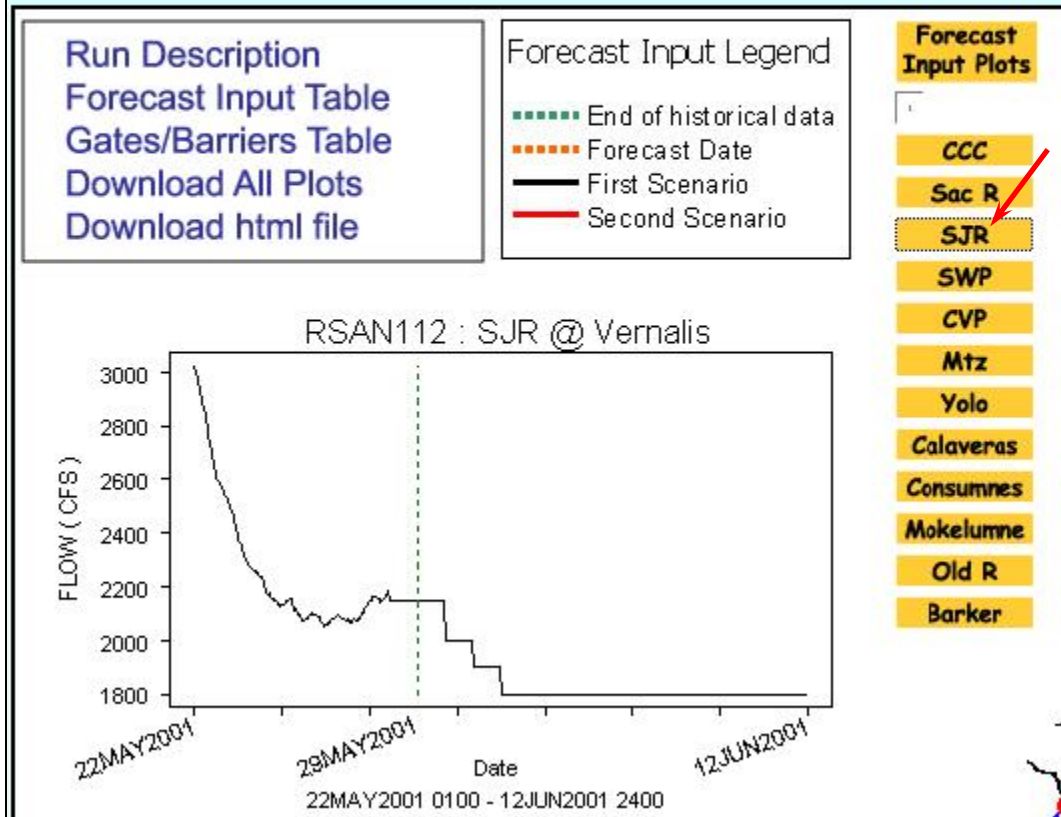 Run Description
Forecast Input Table
Gates/Barriers Table
Download All Plots
Download html file
Forecast Input Legend
End of historical data
Forecast Date
First Scenario
Second Scenario
Forecast
Input Plots
CCC
Sac R
SJR
SWP
CVP
Mtz
Yolo
Calaveras
Consumnes
Mokelumne
Old R
Barker
RSAN112 : SJR @ Vernalis
FLOW ( CFS )
3000
2800
2600
2400
2200
2000
1800
22MAY2001
29MAY2001
12JUN2001
Date
22MAY2001 0100 - 12JUN2001 2400